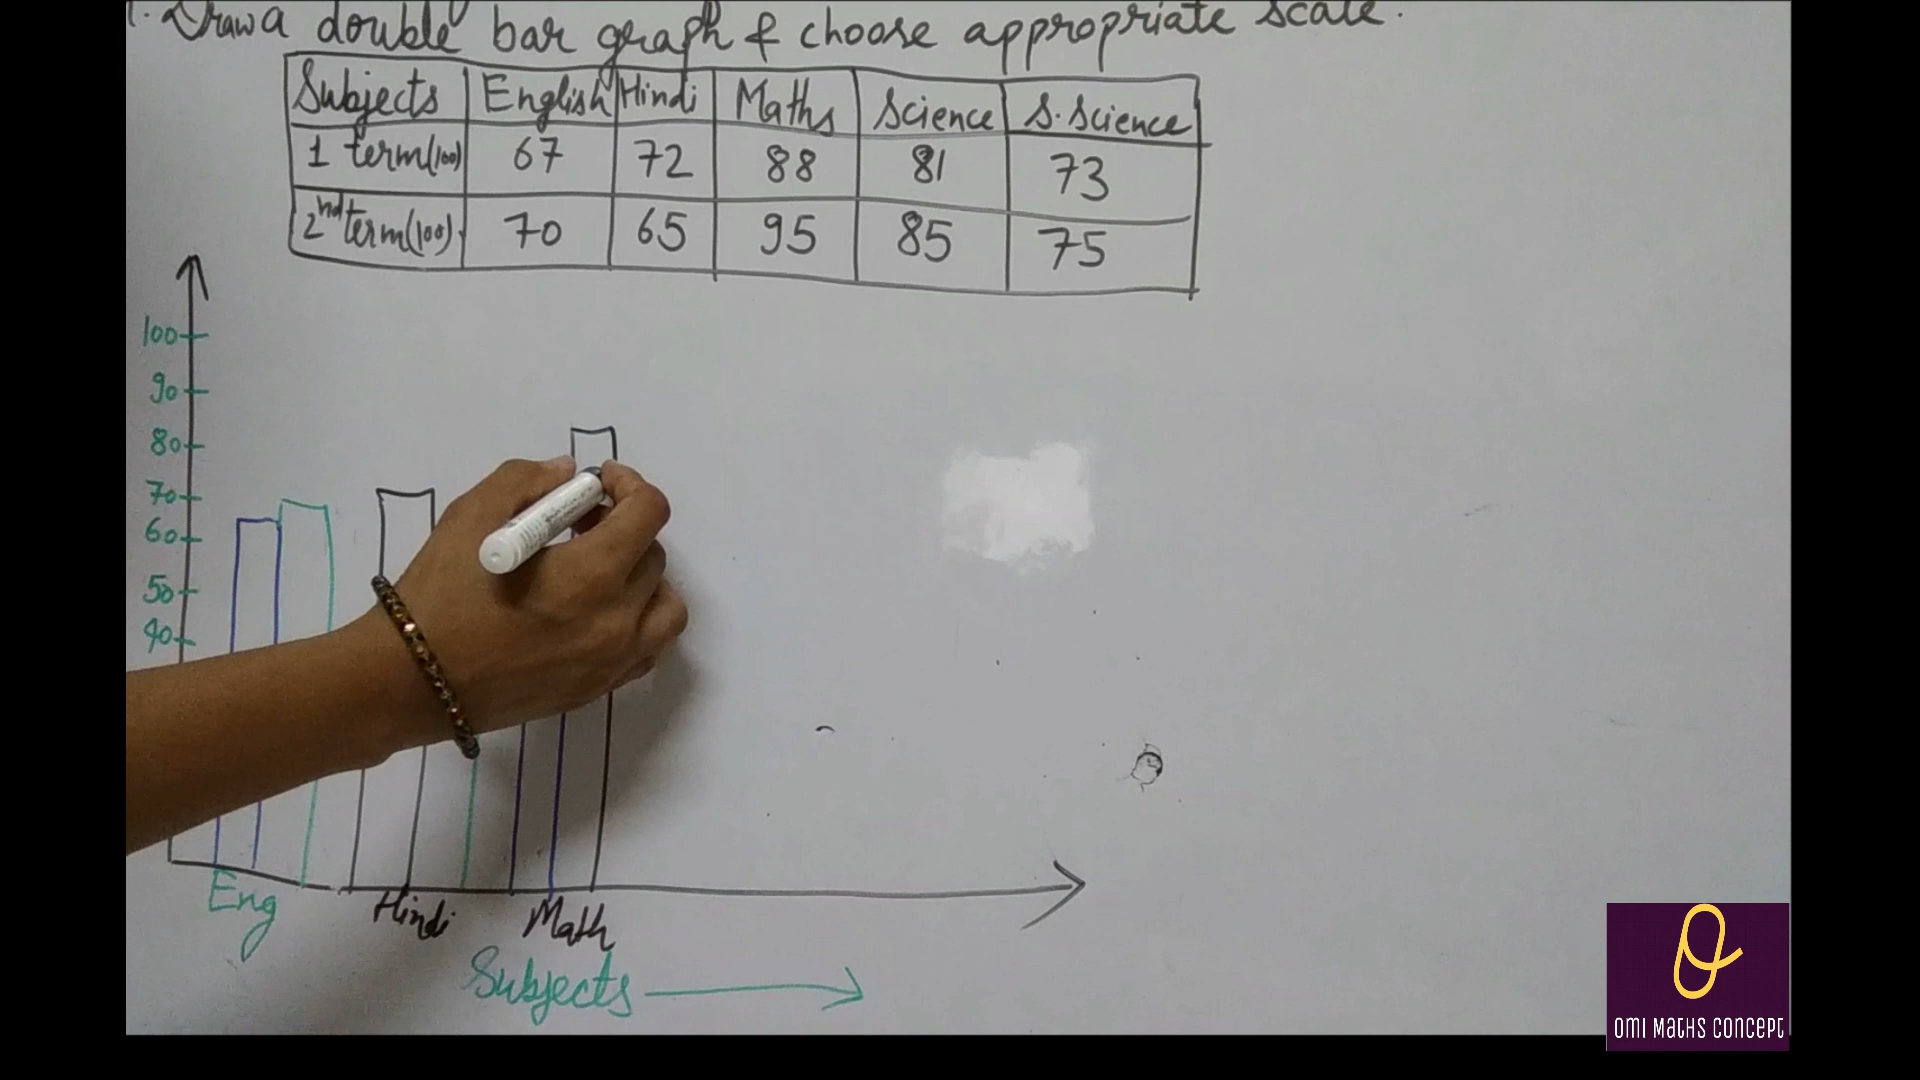 1. Draw a double bar graph & choose appropriate scale.
Subjects English Hindi Maths Science S.Science
1 term(100) 67 72 88 81 73
2nd term(100) 70 65 95 85 75
100
90
80
70
60
50
40
Eng Hindi Math
Subjects
OMI MATHS CONCEPT